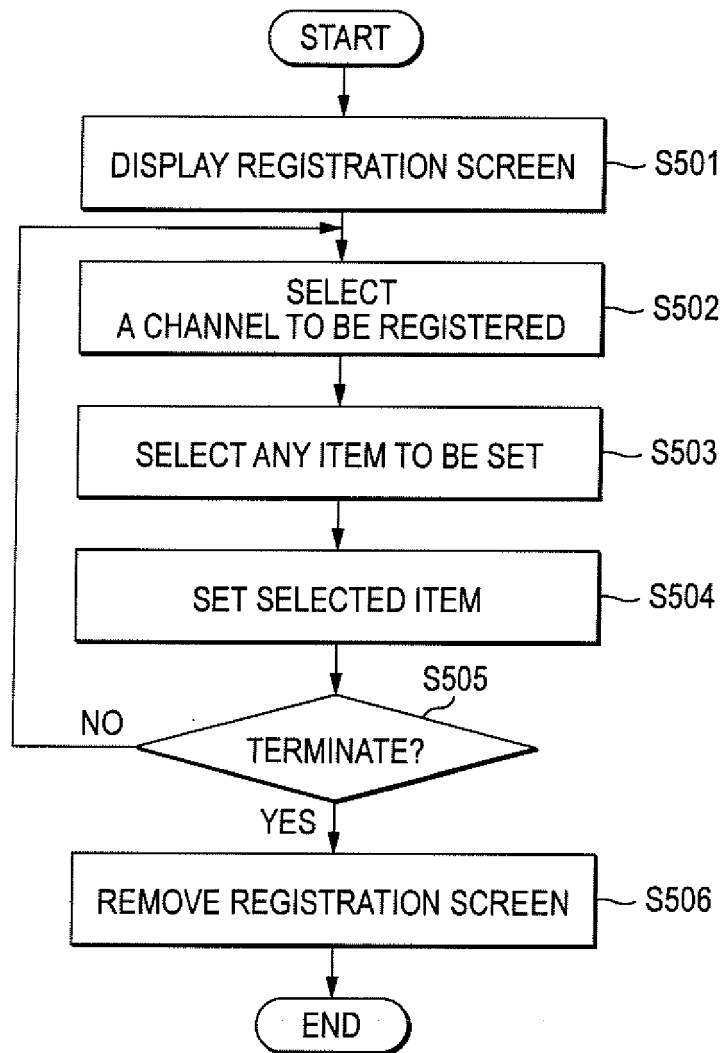 START
DISPLAY REGISTRATION SCREEN
S501
SELECT
A CHANNEL TO BE REGISTERED
S502
SELECT ANY ITEM TO BE SET
S503
SET SELECTED ITEM
S504
S505
NO
TERMINATE?
YES
REMOVE REGISTRATION SCREEN
S506
END